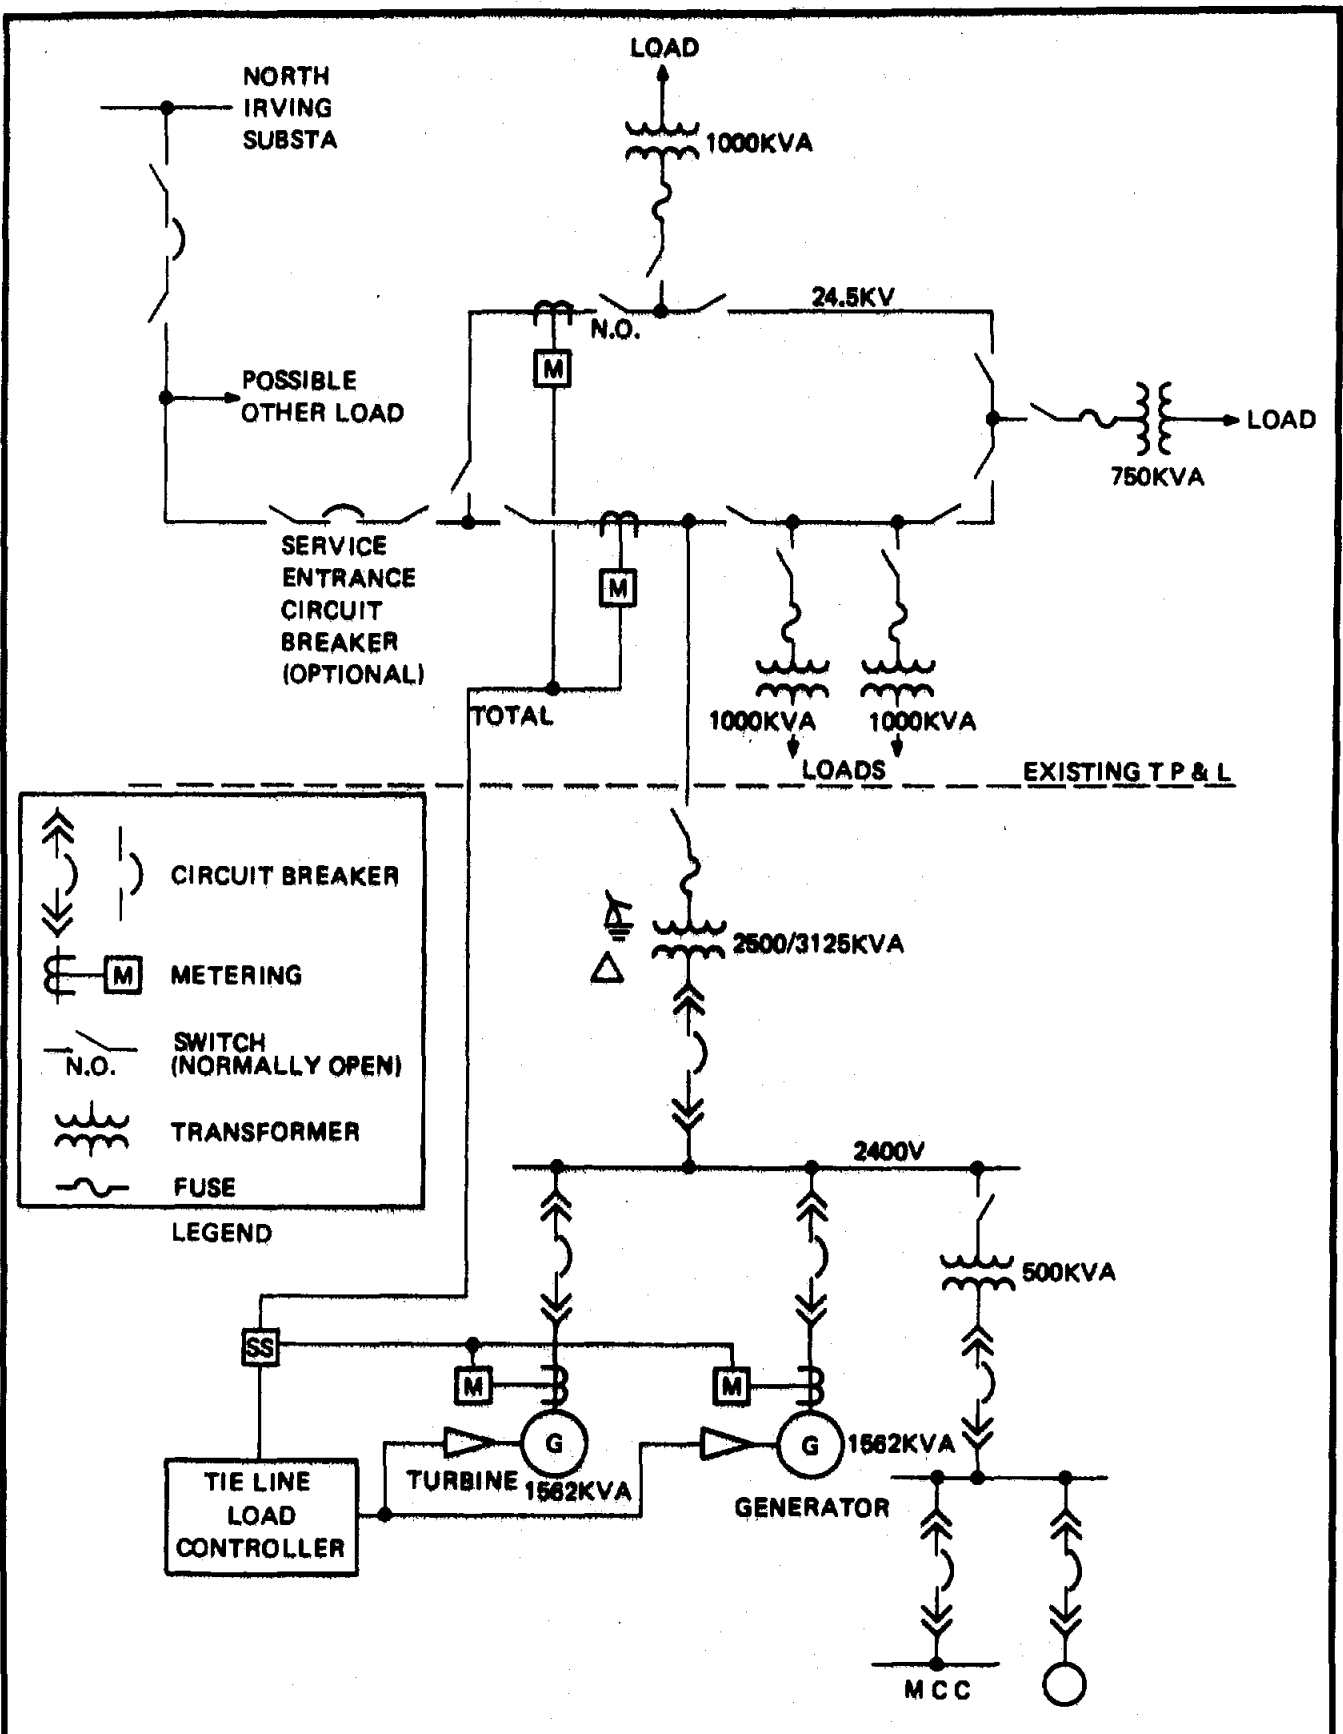 LOAD
NORTH
IRVING
SUBSTA
1000KVA
24.5KV
N.O.
M
POSSIBLE
OTHER LOAD
LOAD
750KVA
SERVICE
ENTRANCE
CIRCUIT
BREAKER
(OPTIONAL)
M
TOTAL
1000KVA
1000KVA
LOADS
EXISTING T P & L
CIRCUIT BREAKER
M
METERING
SWITCH
N.O.
(NORMALLY OPEN)
TRANSFORMER
FUSE
LEGEND
2500/3125KVA
2400V
500KVA
SS
M
M
G
G
1562KVA
TURBINE
1562KVA
GENERATOR
TIE LINE
LOAD
CONTROLLER
M C C